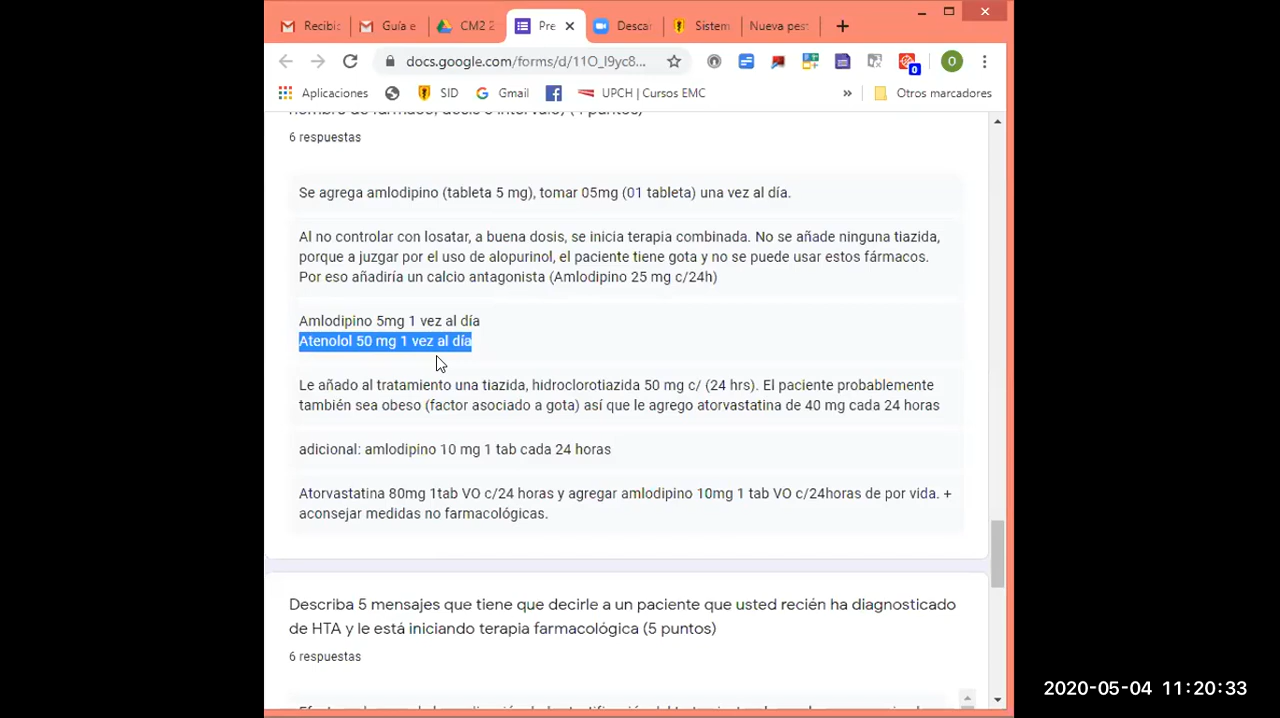 Recibi
Guía e
CM2 2
Pre
Descar
Sistem
Nueva pes
docs.google.com/forms/d/11O_I9yc8...
0
O
Aplicaciones
SID
Gmail
UPCH | Cursos EMC
»
Otros marcadores
6 respuestas
Se agrega amlodipino (tableta 5 mg), tomar 05mg (01 tableta) una vez al día.
Al no controlar con losatar, a buena dosis, se inicia terapia combinada. No se añade ninguna tiazida,
porque a juzgar por el uso de alopurinol, el paciente tiene gota y no se puede usar estos fármacos.
Por eso añadiría un calcio antagonista (Amlodipino 25 mg c/24h)
Amlodipino 5mg 1 vez al día
Atenolol 50 mg 1 vez al día
Le añado al tratamiento una tiazida, hidroclorotiazida 50 mg c/ (24 hrs). El paciente probablemente
también sea obeso (factor asociado a gota) así que le agrego atorvastatina de 40 mg cada 24 horas
adicional: amlodipino 10 mg 1 tab cada 24 horas
Atorvastatina 80mg 1tab VO c/24 horas y agregar amlodipino 10mg 1 tab VO c/24horas de por vida. +
aconsejar medidas no farmacológicas.
Describa 5 mensajes que tiene que decirle a un paciente que usted recién ha diagnosticado
de HTA y le está iniciando terapia farmacológica (5 puntos)
6 respuestas
2020-05-04 11:20:33